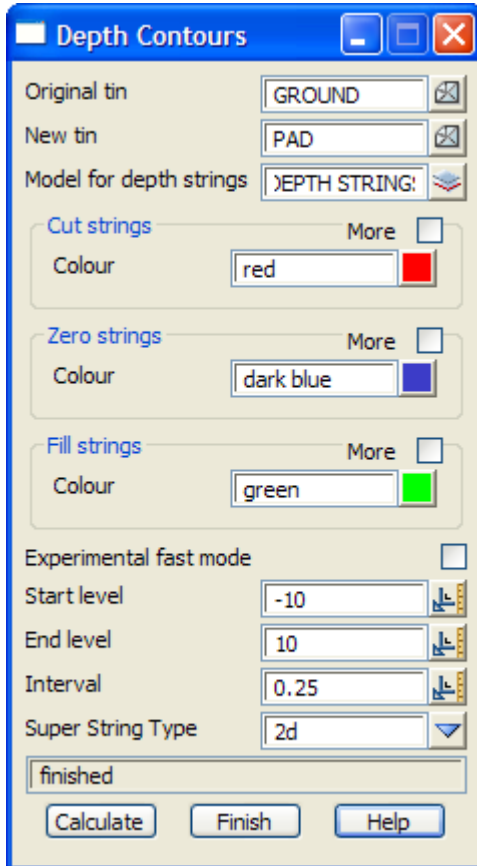 Depth Contours
Original tin GROUND
New tin PAD
Model for depth strings DEPTH STRINGS
Cut strings More
Colour red
Zero strings More
Colour dark blue
Fill strings More
Colour green
Experimental fast mode
Start level -10
End level 10
Interval 0.25
Super String Type 2d
finished
Calculate Finish Help